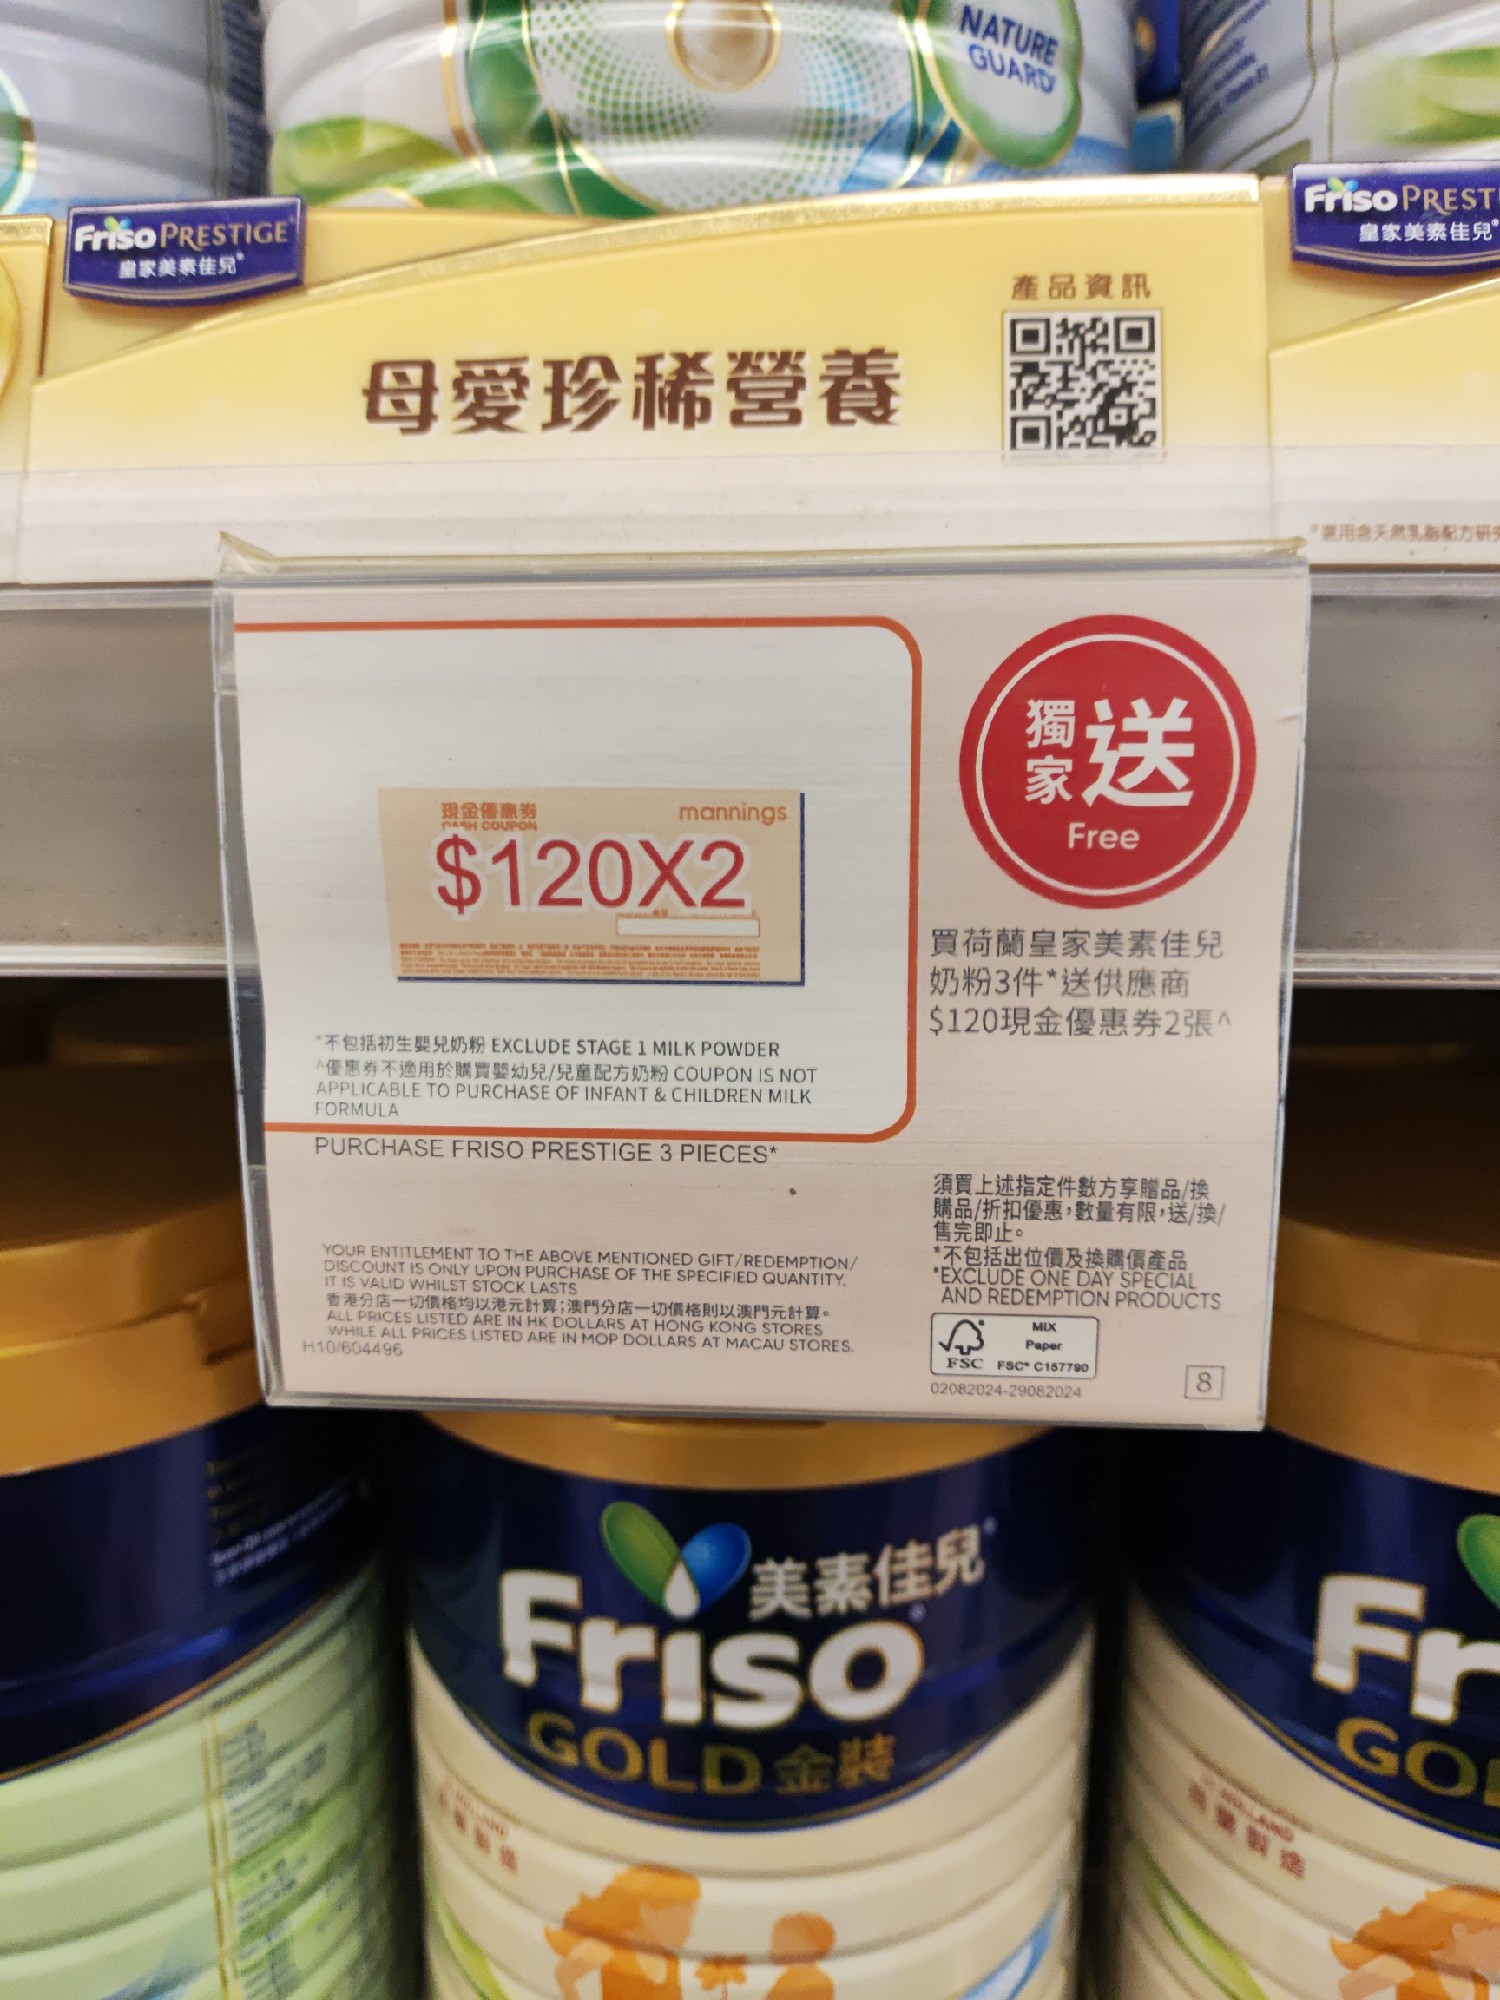 NATURE
GUARD
Friso PRESTIGE
皇家美素佳兒
Friso PREST
皇家美素佳兒
產品資訊
母愛珍稀營養
現金優惠券
CASH COUPON
mannings
$120X2
獨家送
Free
買荷蘭皇家美素佳兒
奶粉3件*送供應商
$120現金優惠券2張^
*不包括初生嬰兒奶粉 EXCLUDE STAGE 1 MILK POWDER
^優惠券不適用於購買嬰幼兒/兒童配方奶粉 COUPON IS NOT
APPLICABLE TO PURCHASE OF INFANT & CHILDREN MILK
FORMULA
PURCHASE FRISO PRESTIGE 3 PIECES*
須買上述指定件數方享贈品/換
購品/折扣優惠，數量有限，送/換/
售完即止。
*不包括出位價及換購價產品
*EXCLUDE ONE DAY SPECIAL
AND REDEMPTION PRODUCTS
YOUR ENTITLEMENT TO THE ABOVE MENTIONED GIFT/REDEMPTION/
DISCOUNT IS ONLY UPON PURCHASE OF THE SPECIFIED QUANTITY.
IT IS VALID WHILST STOCK LASTS
香港分店一切價格均以港元計算；澳門分店一切價格則以澳門元計算。
ALL PRICES LISTED ARE IN HK DOLLARS AT HONG KONG STORES
WHILE ALL PRICES LISTED ARE IN MOP DOLLARS AT MACAU STORES.
H10/604496
FSC
MIX
Paper
FSC® C157790
02082024-29082024
8
美素佳兒
Friso
GOLD 金裝
Fr
GOL